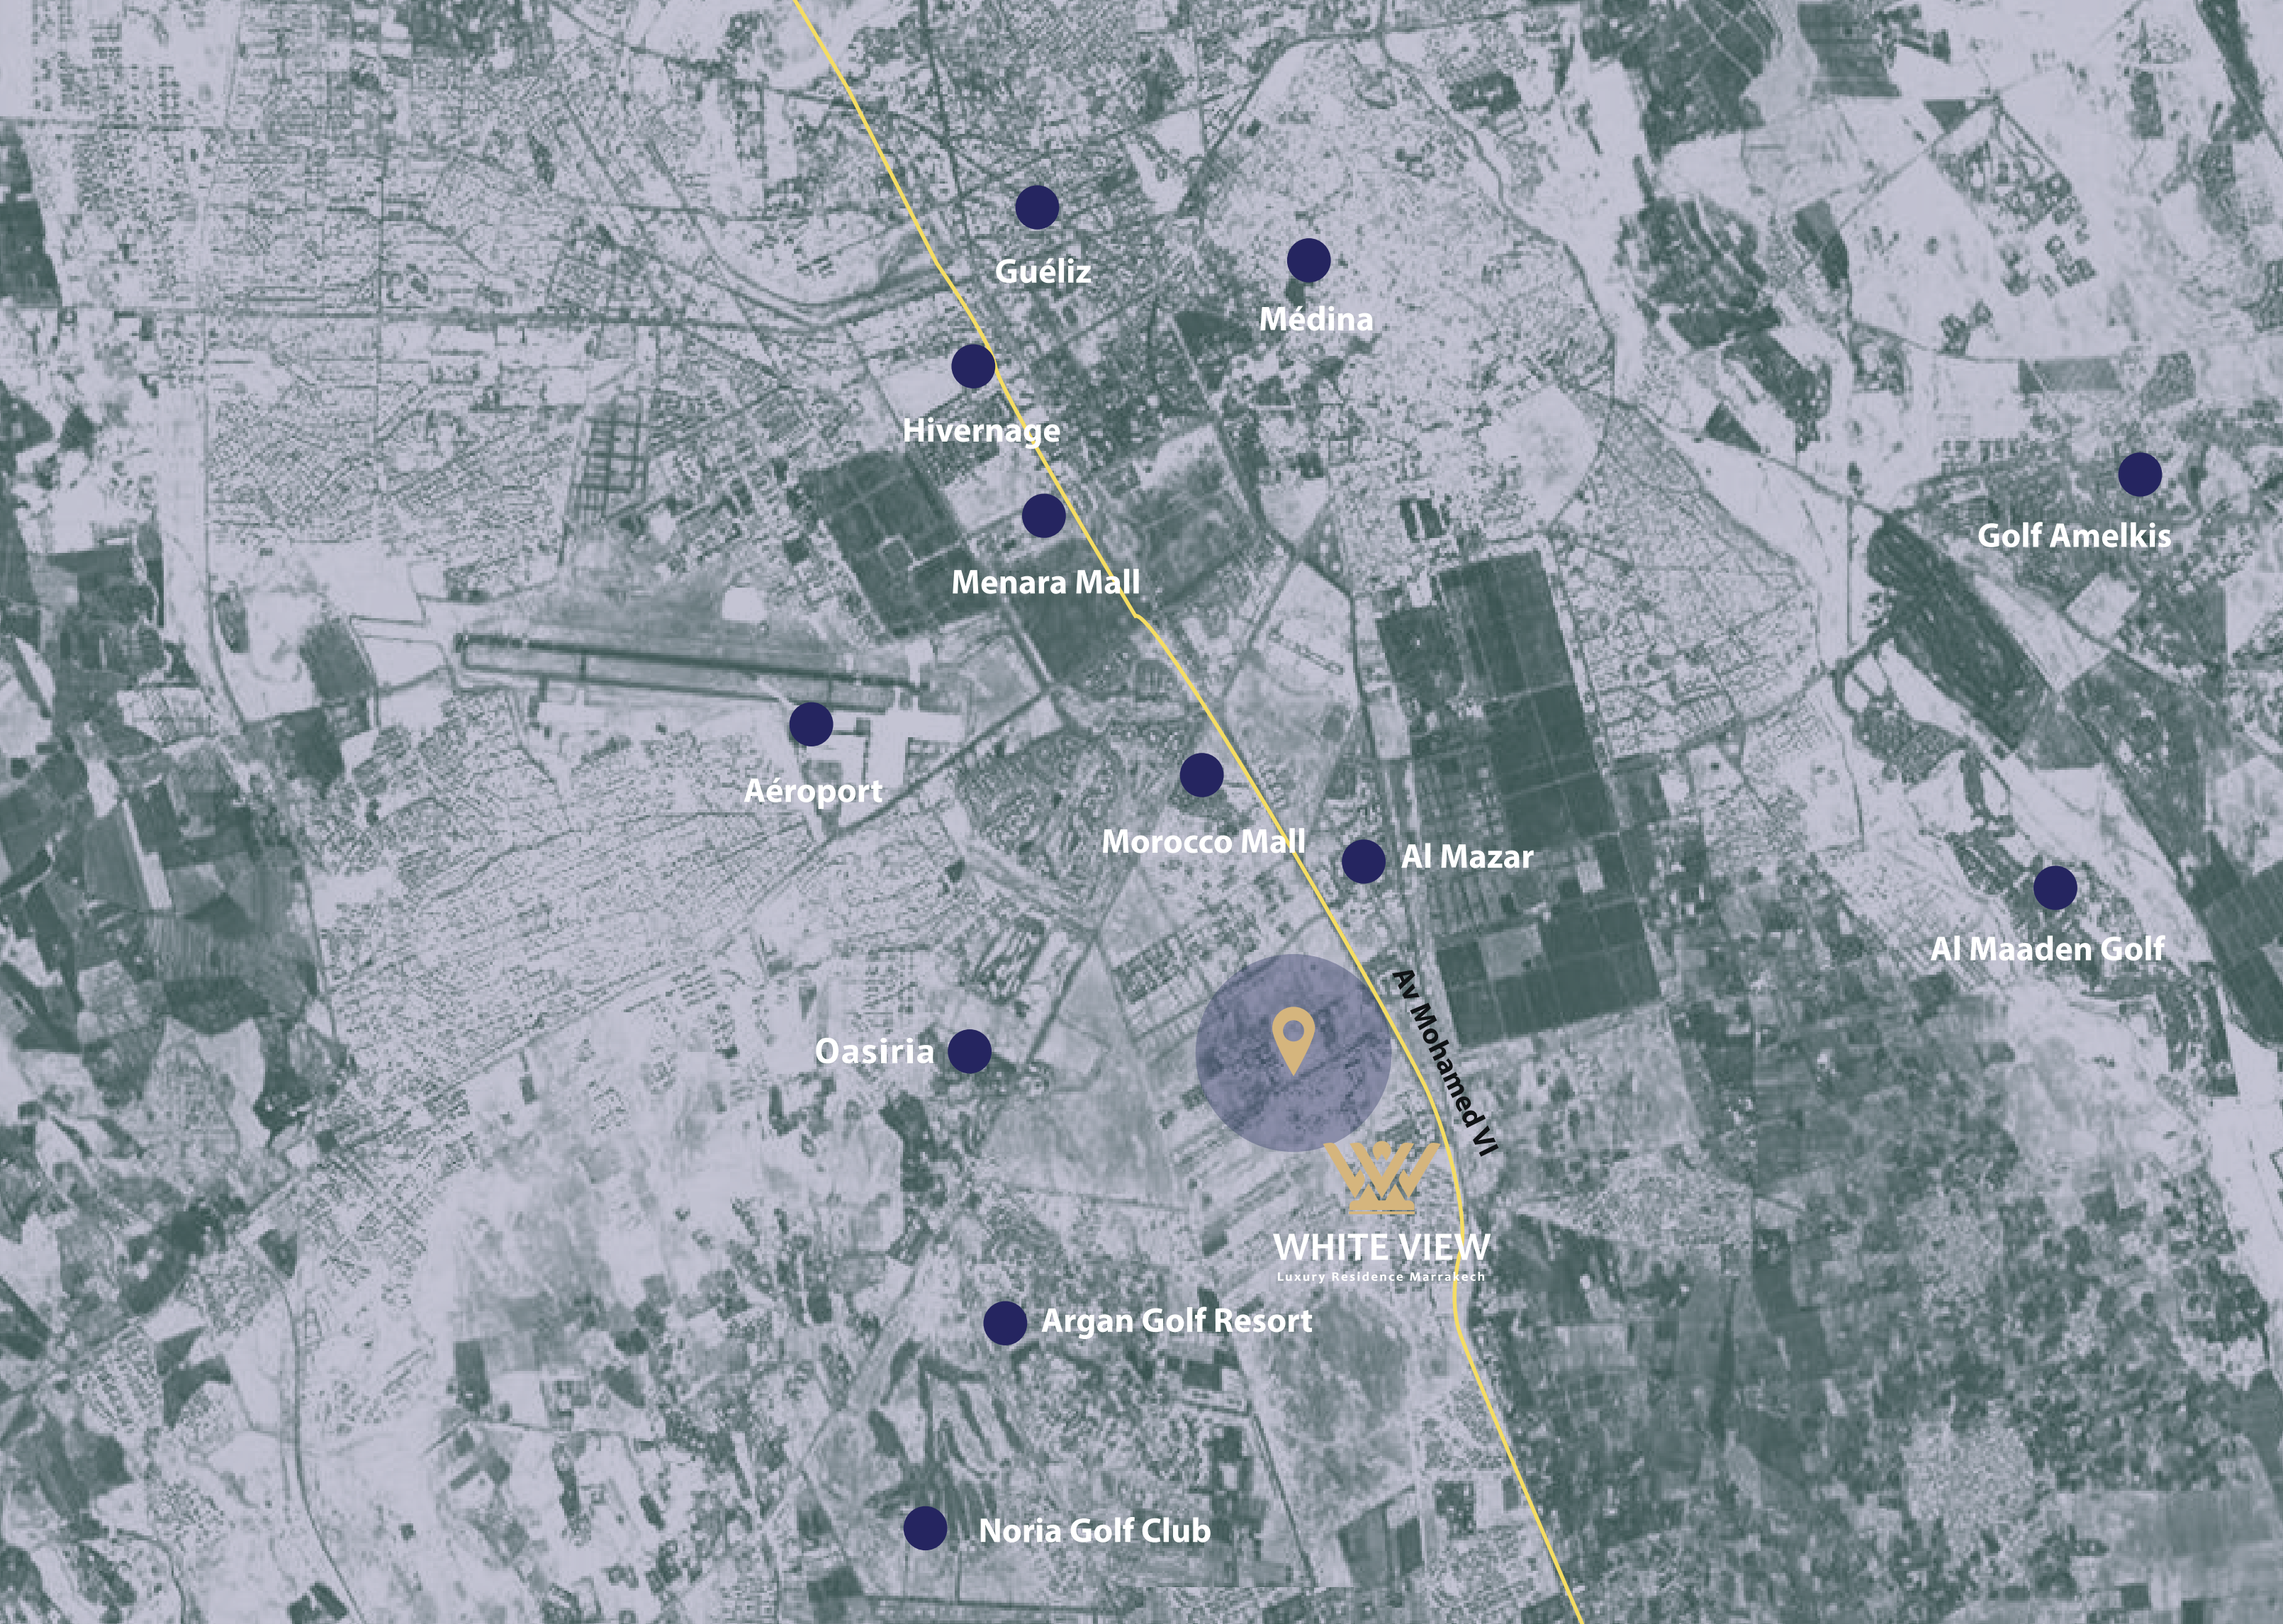 Guéliz
Médina
Hivernage
Golf Amelkis
Menara Mall
Aéroport
Morocco Mall
Al Mazar
Al Maaden Golf
Av Mohamed VI
Oasiria
WHITE VIEW
Luxury Residence Marrakech
Argan Golf Resort
Noria Golf Club